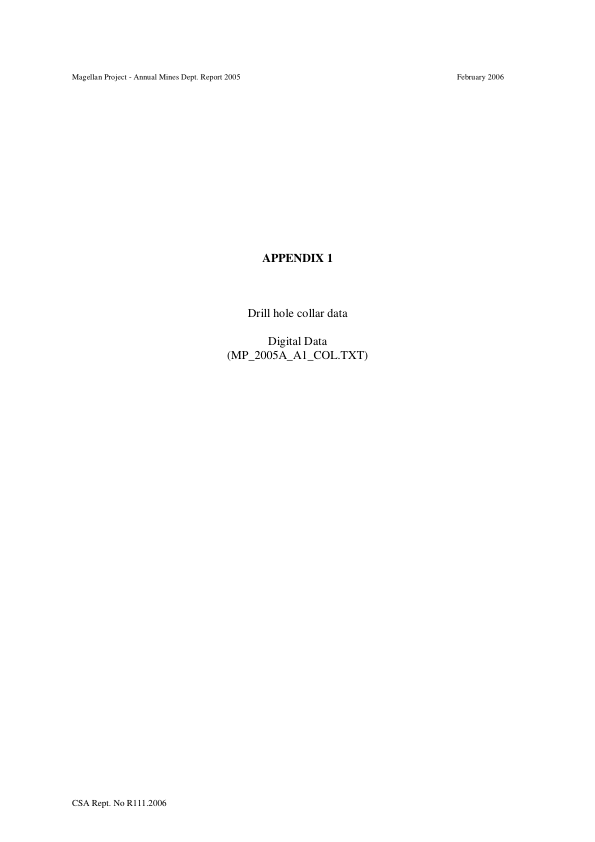 Magellan Project - Annual Mines Dept. Report 2005 February 2006
APPENDIX 1
Drill hole collar data
Digital Data
(MP_2005A_A1_COL.TXT)
CSA Rept. No R111.2006